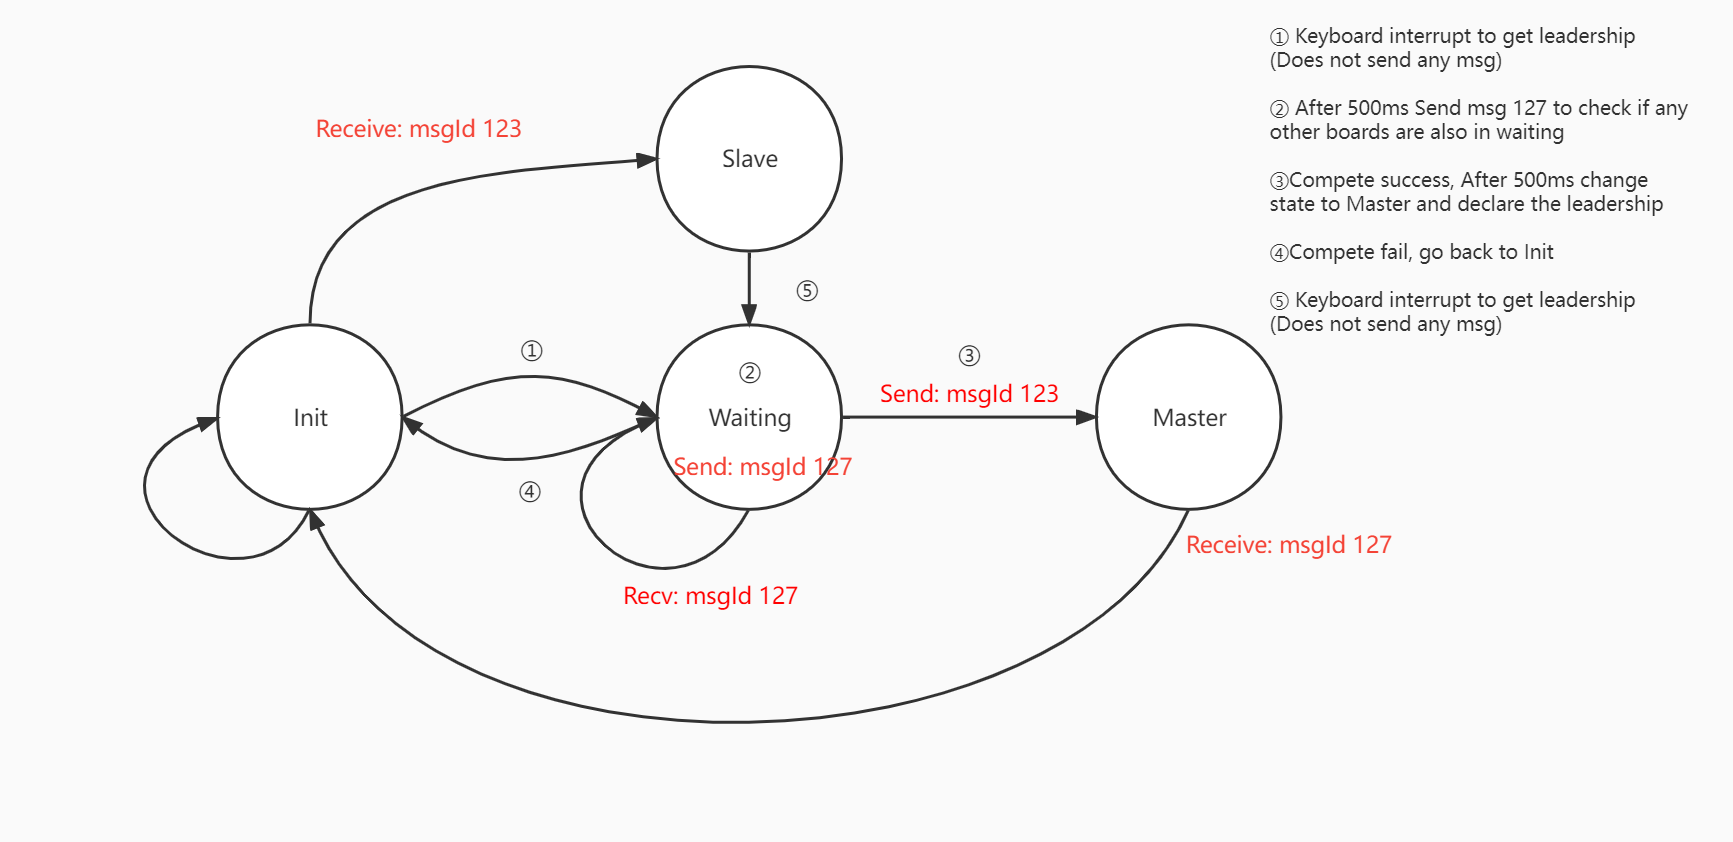 ① Keyboard interrupt to get leadership
(Does not send any msg)
② After 500ms Send msg 127 to check if any
other boards are also in waiting
③Compete success, After 500ms change
state to Master and declare the leadership
④Compete fail, go back to Init
⑤ Keyboard interrupt to get leadership
(Does not send any msg)
Receive: msgId 123
Slave
⑤
①
②
③
Send: msgId 123
Init
Waiting
Master
Send: msgId 127
④
Receive: msgId 127
Recv: msgId 127